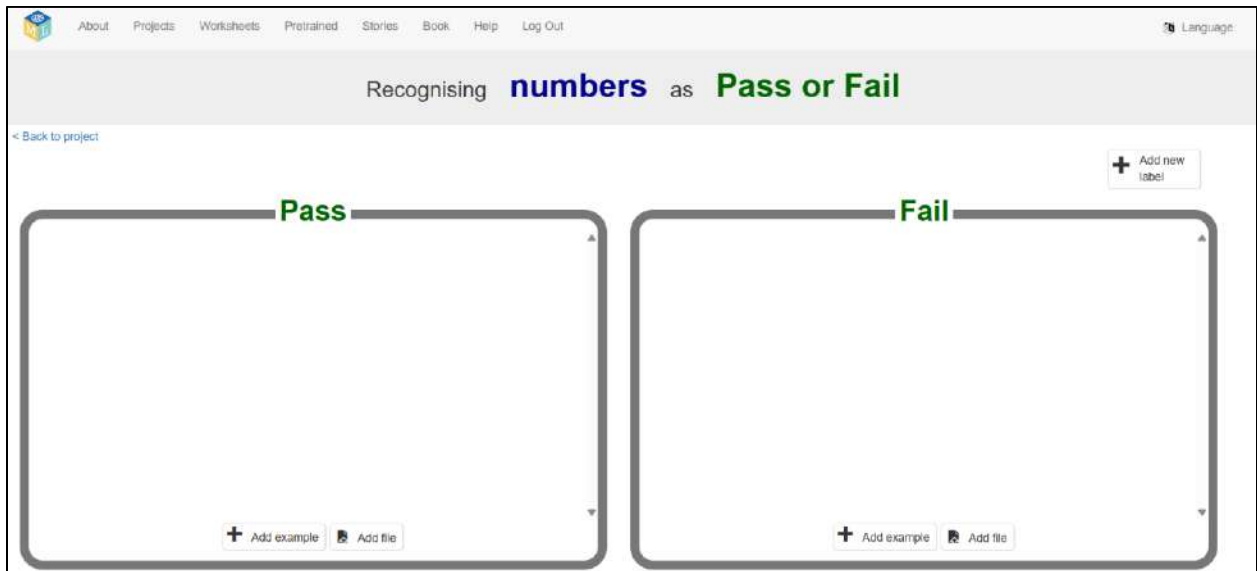 About Projects Worksheets Pretrained Stories Book Help Log Out Language
Recognising numbers as Pass or Fail
< Back to project
Add new
label
Pass Fail
Add example Add file Add example Add file